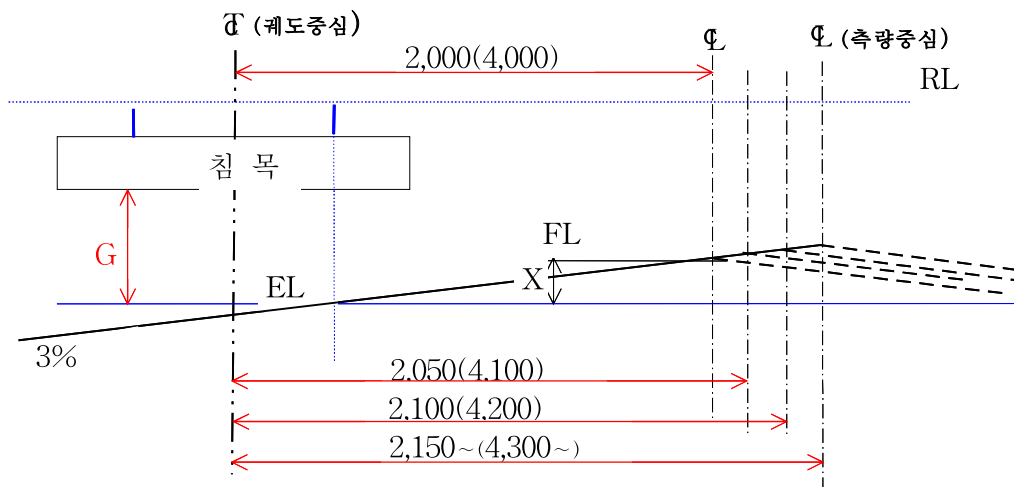 ℄T (궤도중심)
℄
℄ (측량중심)
2,000(4,000)
RL
침 목
G
FL
X
EL
3%
2,050(4,100)
2,100(4,200)
2,150~(4,300~)